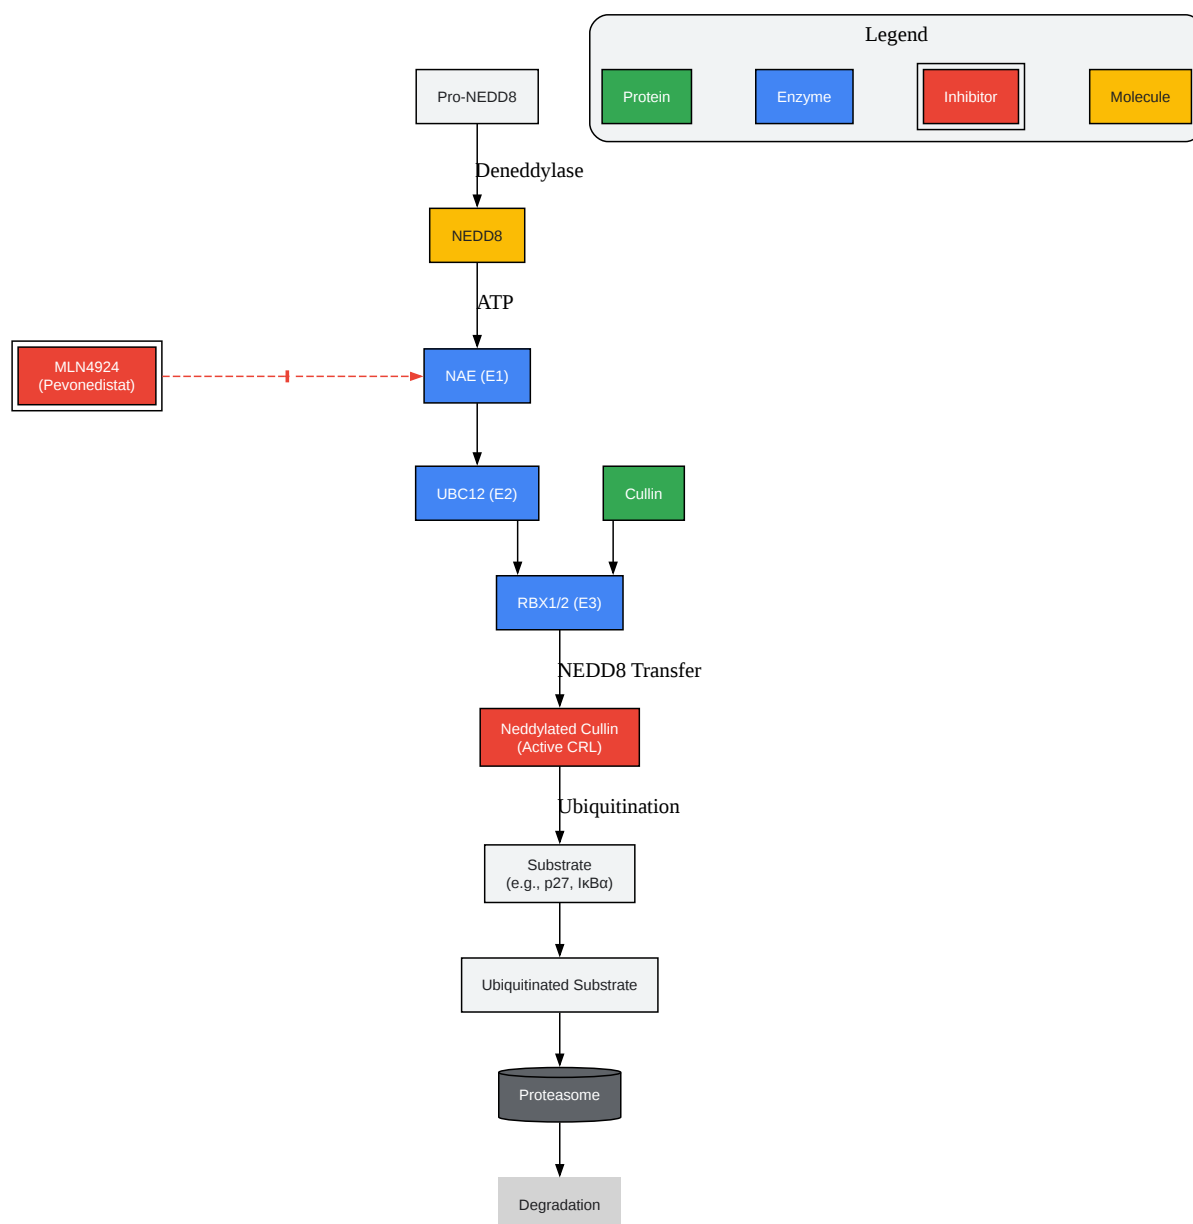 Legend
Protein
Enzyme
Inhibitor
Molecule
Pro-NEDD8
Deneddylase
NEDD8
ATP
MLN4924
(Pevonedistat)
NAE (E1)
UBC12 (E2)
Cullin
RBX1/2 (E3)
NEDD8 Transfer
Neddylated Cullin
(Active CRL)
Ubiquitination
Substrate
(e.g., p27, IκBα)
Ubiquitinated Substrate
Proteasome
Degradation